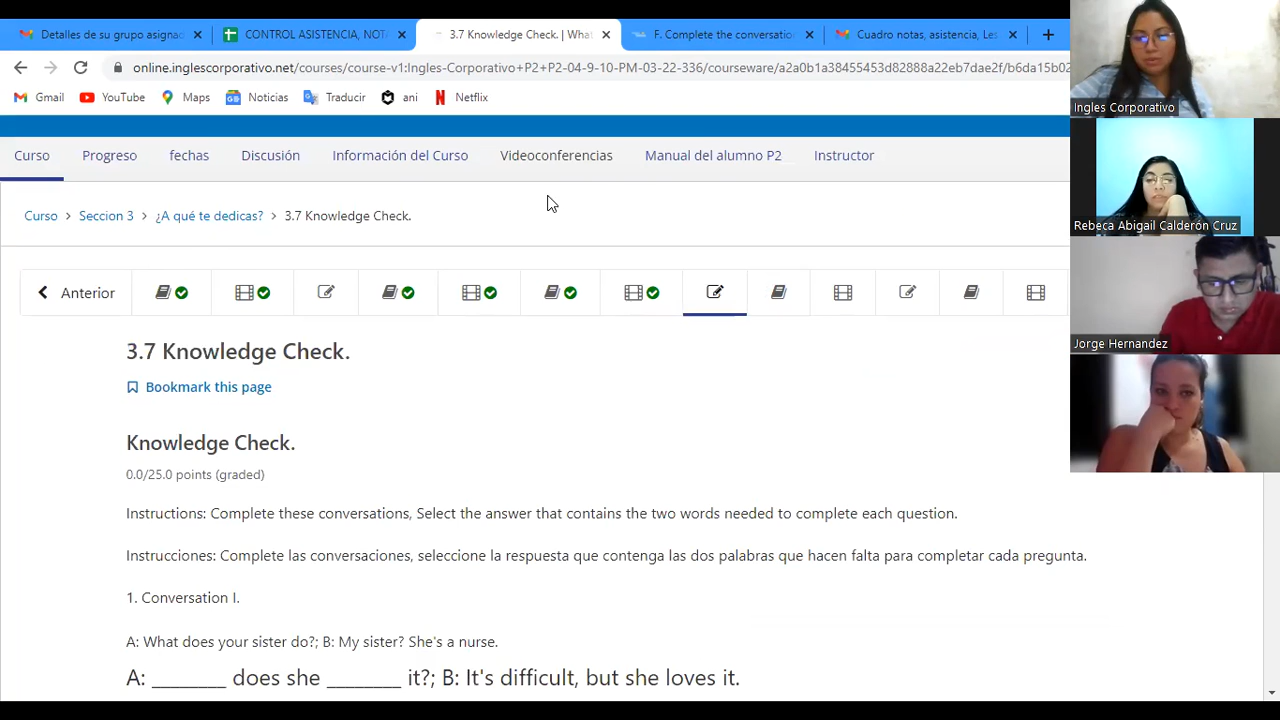 Detalles de su grupo asigna
CONTROL ASISTENCIA, NOT
3.7 Knowledge Check. | Wha
F. Complete the conversatio
Cuadro notas, asistencia, Les
online.inglescorporativo.net/courses/course-v1:Ingles-Corporativo+P2+P2-04-9-10-PM-03-22-336/courseware/a2a0b1a38455453d82888a22eb7dae2f/b6da15b02
Gmail
YouTube
Maps
Noticias
Traducir
ani
Netflix
Curso
Progreso
fechas
Discusión
Información del Curso
Videoconferencias
Manual del alumno P2
Instructor
Curso > Seccion 3 > ¿A qué te dedicas? > 3.7 Knowledge Check.
Anterior
3.7 Knowledge Check.
Bookmark this page
Knowledge Check.
0.0/25.0 points (graded)
Instructions: Complete these conversations, Select the answer that contains the two words needed to complete each question.
Instrucciones: Complete las conversaciones, seleccione la respuesta que contenga las dos palabras que hacen falta para completar cada pregunta.
1. Conversation I.
A: What does your sister do?; B: My sister? She's a nurse.
A: ________ does she ________ it?; B: It's difficult, but she loves it.
Ingles Corporativo
Rebeca Abigail Calderón Cruz
Jorge Hernandez